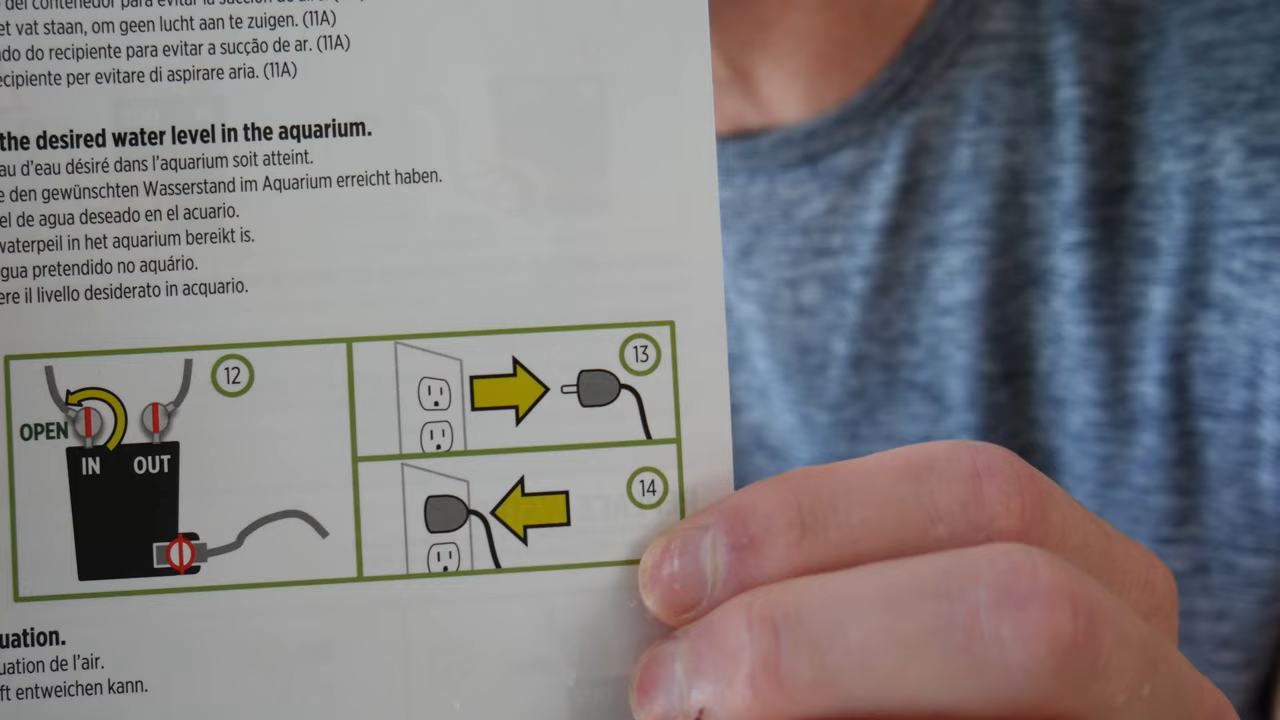 et vat staan, om geen lucht aan te zuigen. (11A)
do do recipiente para evitar a sucção de ar. (11A)
ecipiente per evitare di aspirare aria. (11A)
the desired water level in the aquarium.
au d'eau désiré dans l'aquarium soit atteint.
e den gewünschten Wasserstand im Aquarium erreicht haben.
el de agua deseado en el acuario.
waterpeil in het aquarium bereikt is.
gua pretendido no aquário.
ere il livello desiderato in acquario.
12
13
OPEN
IN OUT
14
uation.
uation de l'air.
ft entweichen kann.